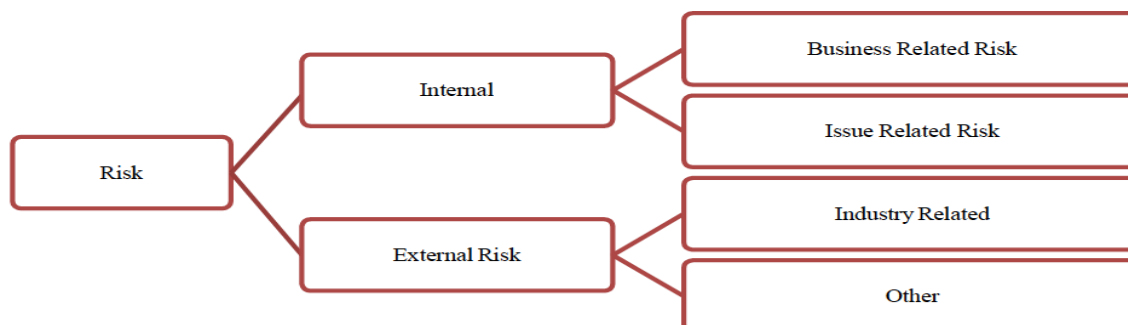 Business Related Risk
Internal
Issue Related Risk
Risk
Industry Related
External Risk
Other